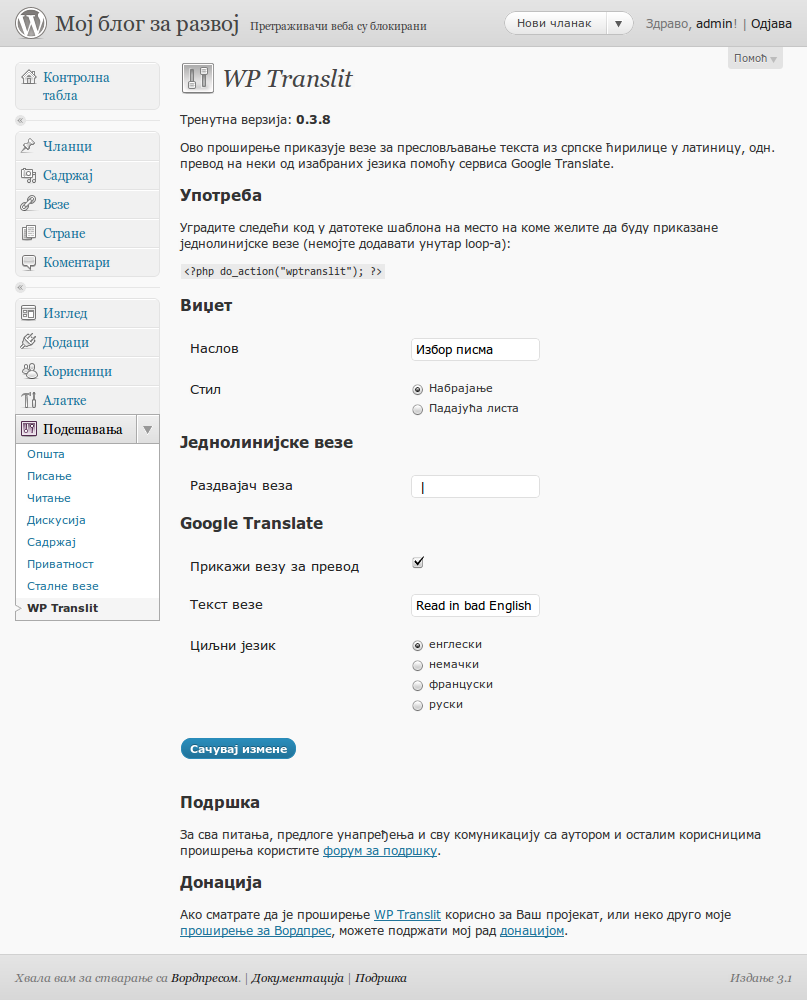 Мој блог за развој Претраживачи веба су блокирани
Нови чланак
Здраво, admin! | Одјава
Помоћ
Контролна
табла
Чланци
Садржај
Везе
Стране
Коментари
Изглед
Додаци
Корисници
Алатке
Подешавања
Општа
Писање
Читање
Дискусија
Садржај
Приватност
Сталне везе
WP Translit
WP Translit
Тренутна верзија: 0.3.8
Ово проширење приказује везе за пресловљавање текста из српске ћирилице у латиницу, одн.
превод на неки од изабраних језика помоћу сервиса Google Translate.
Употреба
Уградите следећи код у датотеке шаблона на место на коме желите да буду приказане
једнолинијске везе (немојте додавати унутар loop-а):
<?php do_action("wptranslit"); ?>
Виџет
Наслов
Избор писма
Стил
Набрајање
Падајућа листа
Једнолинијске везе
Раздвајач веза
|
Google Translate
Прикажи везу за превод
Текст везе
Read in bad English
Циљни језик
енглески
немачки
француски
руски
Сачувај измене
Подршка
За сва питања, предлоге унапређења и сву комуникацију са аутором и осталим корисницима
проишрења користите форум за подршку.
Донација
Ако сматрате да је проширење WP Translit корисно за Ваш пројекат, или неко друго моје
проширење за Вордпрес, можете подржати мој рад донацијом.
Хвала вам за стварање са Вордпресом. | Документација | Подршка
Издање 3.1